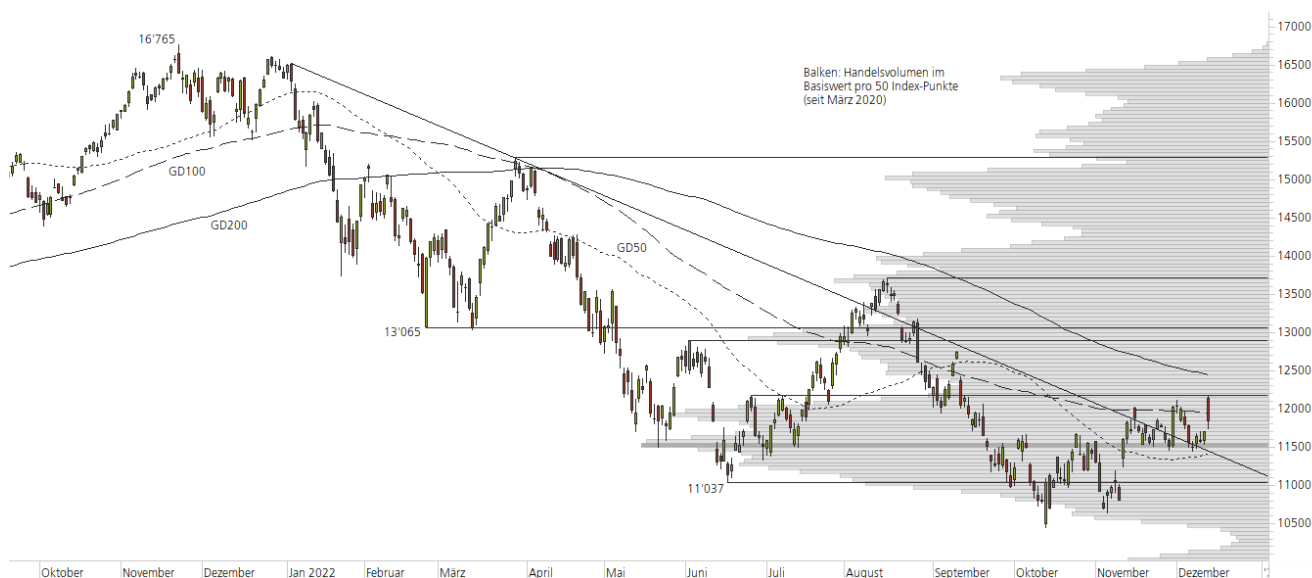 16'765
Balken: Handelsvolumen im
Basiswert pro 50 Index-Punkte
(seit März 2020)
GD100
GD200
GD50
13'065
11'037
17000
16500
16000
15500
15000
14500
14000
13500
13000
12500
12000
11500
11000
10500
Oktober
November
Dezember
Jan 2022
Februar
März
April
Mai
Juni
Juli
August
September
Oktober
November
Dezember